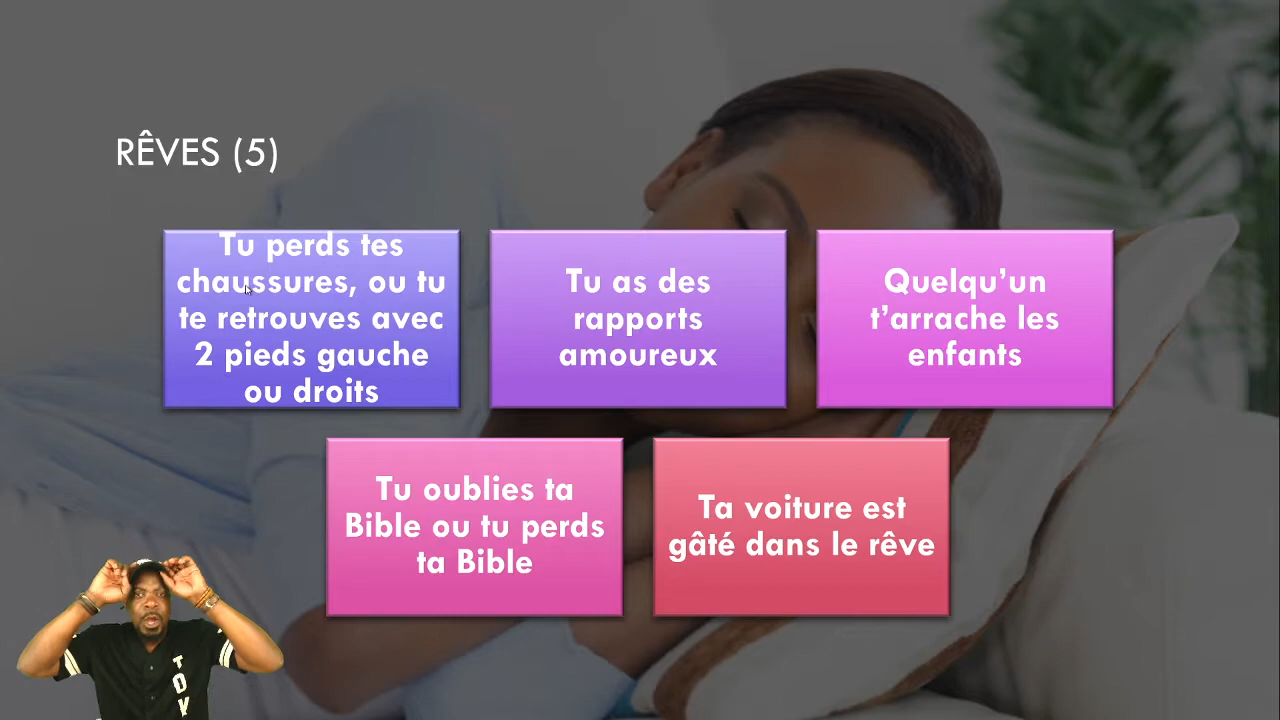 RÊVES (5)
Tu perds tes
chaussures, ou tu
te retrouves avec
2 pieds gauche
ou droits
Tu as des
rapports
amoureux
Quelqu’un
t’arrache les
enfants
Tu oublies ta
Bible ou tu perds
ta Bible
Ta voiture est
gâté dans le rêve